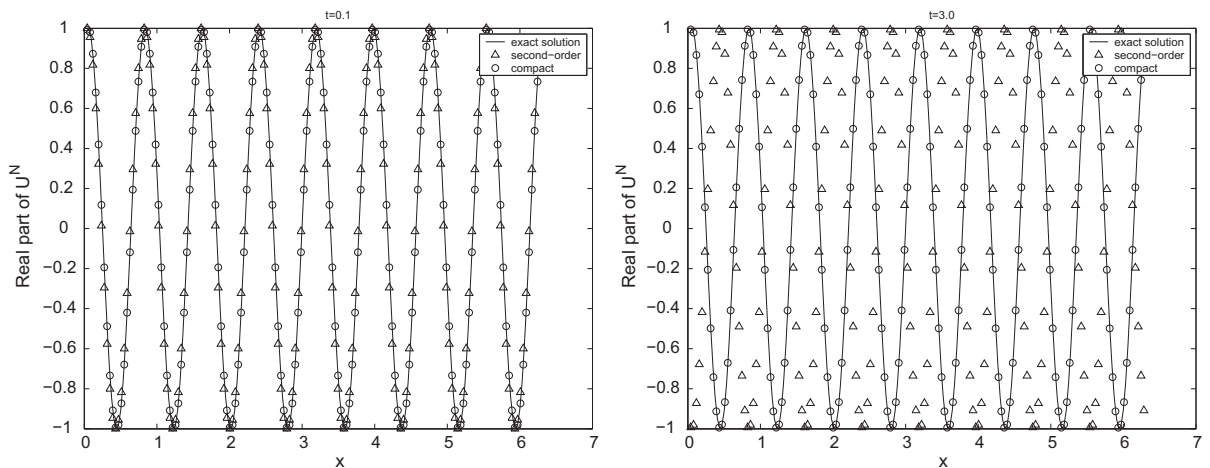 t=0.1
exact solution
second−order
compact
1
0.8
0.6
0.4
0.2
0
−0.2
−0.4
−0.6
−0.8
−1
Real part of U^N
0 1 2 3 4 5 6 7
x
t=3.0
exact solution
second−order
compact
1
0.8
0.6
0.4
0.2
0
−0.2
−0.4
−0.6
−0.8
−1
Real part of U^N
0 1 2 3 4 5 6 7
x